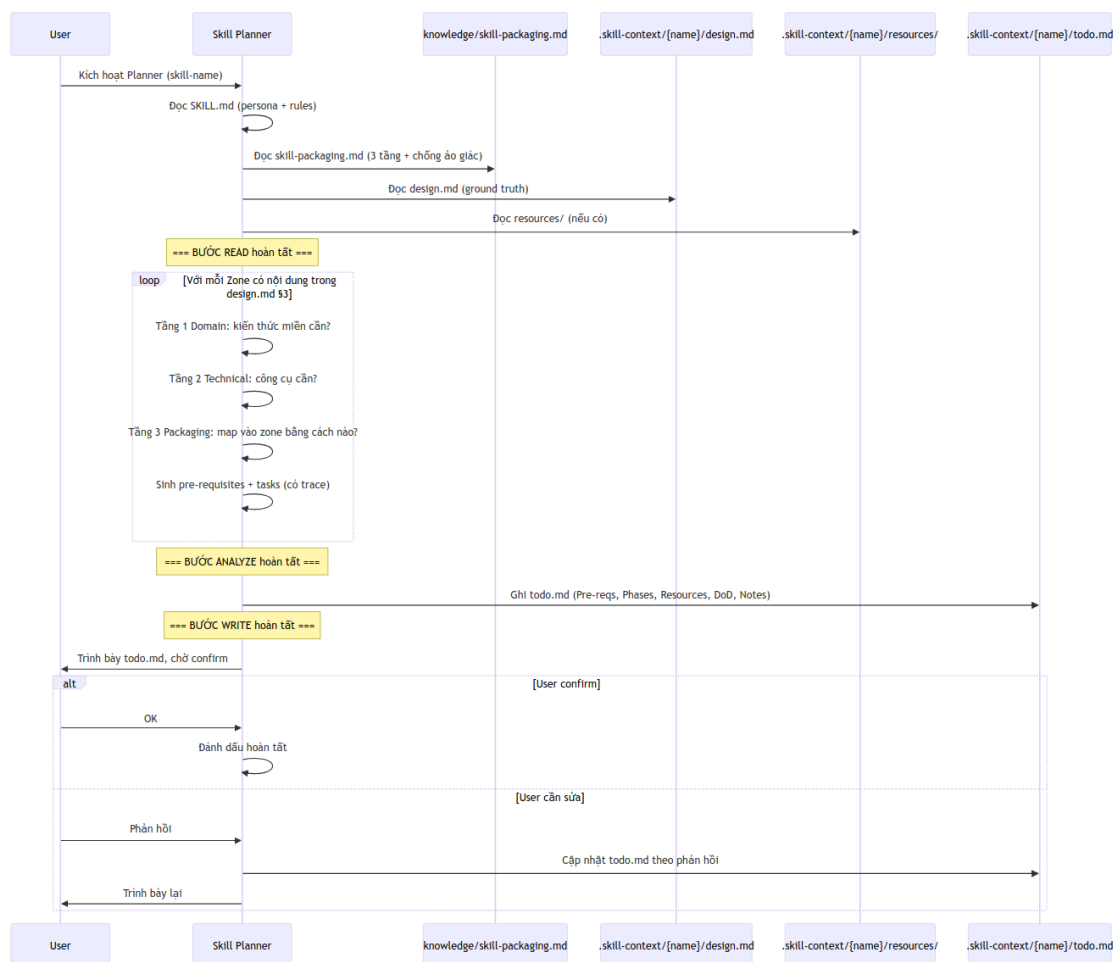 User
Skill Planner
knowledge/skill-packaging.md
.skill-context/{name}/design.md
.skill-context/{name}/resources/
.skill-context/{name}/todo.md
Kích hoạt Planner (skill-name)
Đọc SKILL.md (persona + rules)
Đọc skill-packaging.md (3 tầng + chống ảo giác)
Đọc design.md (ground truth)
Đọc resources/ (nếu có)
=== BƯỚC READ hoàn tất ===
loop
[Với mỗi Zone có nội dung trong
design.md §3]
Tầng 1 Domain: kiến thức miền cần?
Tầng 2 Technical: công cụ cần?
Tầng 3 Packaging: map vào zone bằng cách nào?
Sinh pre-requisites + tasks (có trace)
=== BƯỚC ANALYZE hoàn tất ===
Ghi todo.md (Pre-reqs, Phases, Resources, DoD, Notes)
=== BƯỚC WRITE hoàn tất ===
Trình bày todo.md, chờ confirm
alt
[User confirm]
OK
Đánh dấu hoàn tất
[User cần sửa]
Phản hồi
Cập nhật todo.md theo phản hồi
Trình bày lại
User
Skill Planner
knowledge/skill-packaging.md
.skill-context/{name}/design.md
.skill-context/{name}/resources/
.skill-context/{name}/todo.md